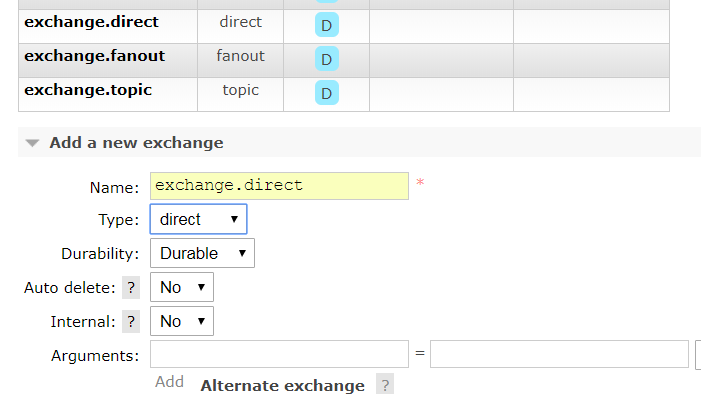 exchange.direct direct D
exchange.fanout fanout D
exchange.topic topic D
Add a new exchange
Name: exchange.direct *
Type: direct
Durability: Durable
Auto delete: ? No
Internal: ? No
Arguments: =
Add Alternate exchange ?